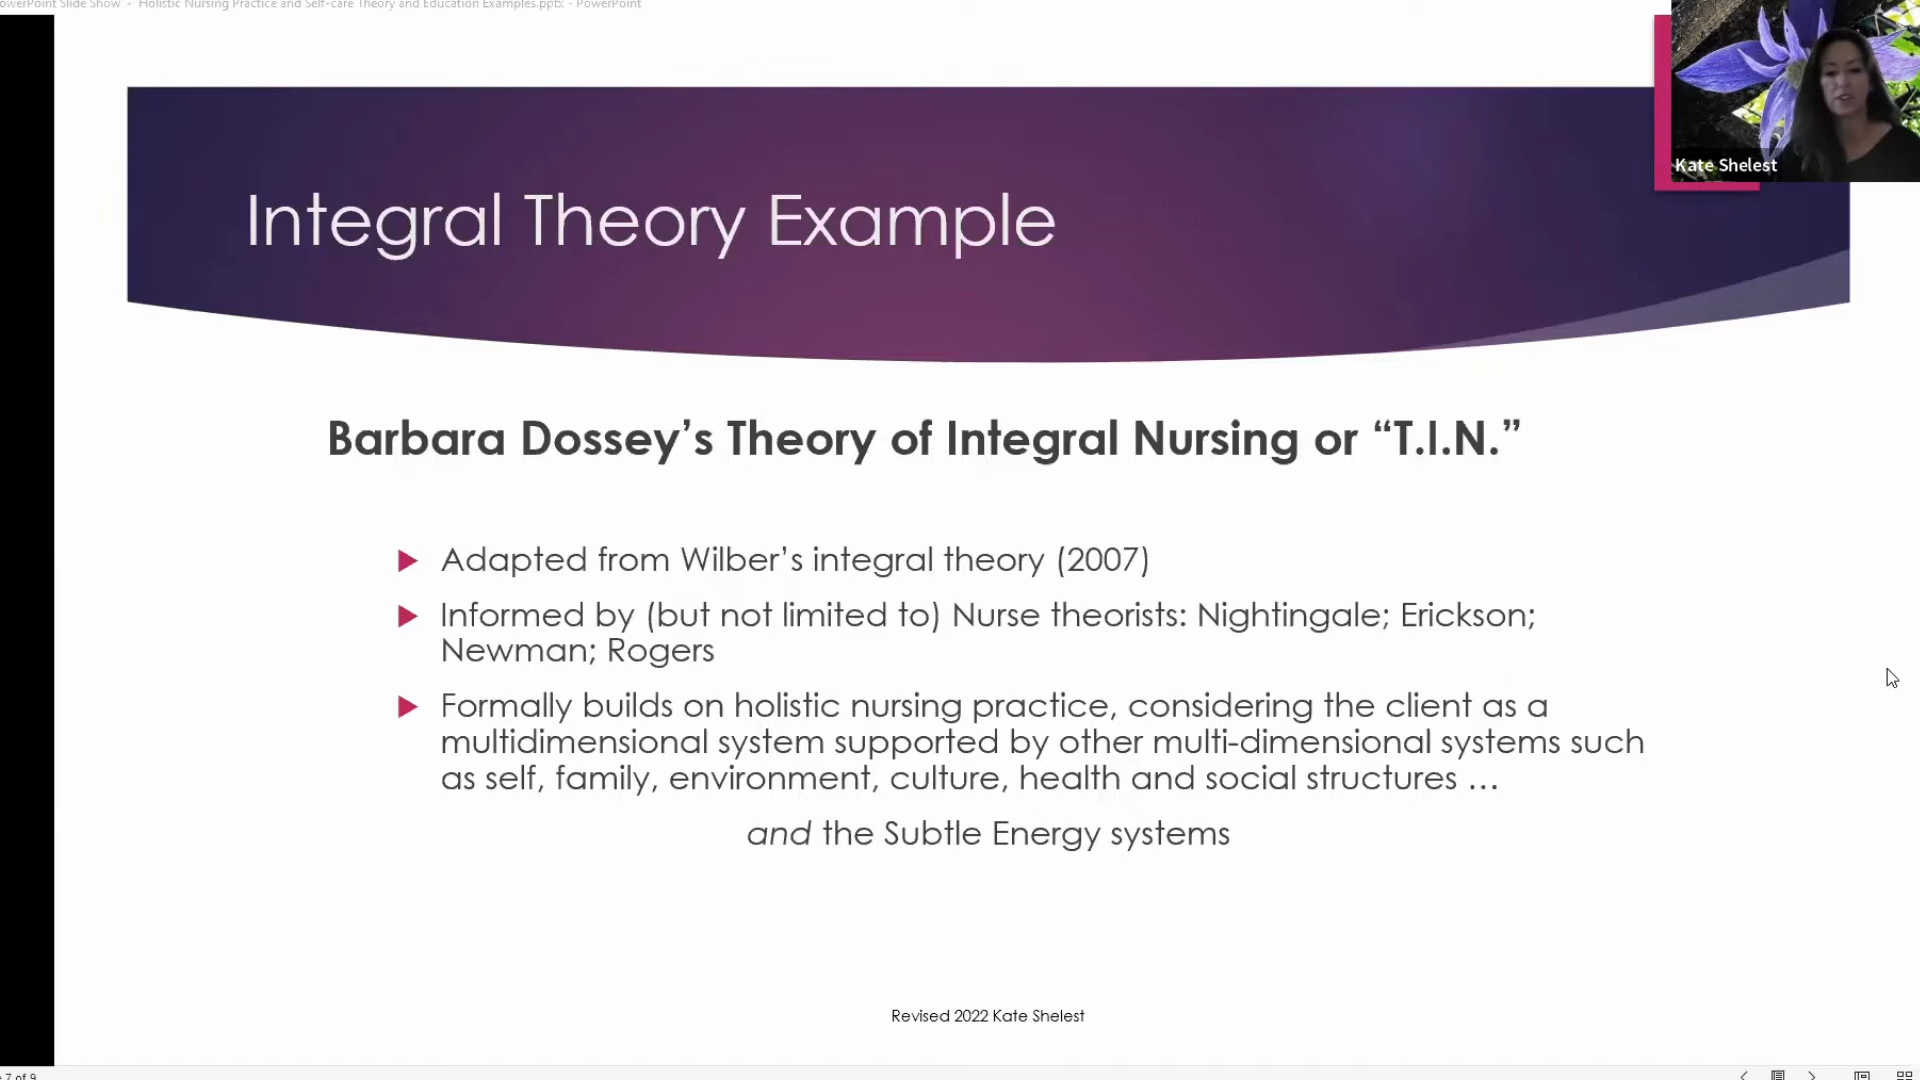 PowerPoint Slide Show - Holistic Nursing Practice and Self-care Theory and Education Examples.pptx - PowerPoint
Kate Shelest
Integral Theory Example
Barbara Dossey’s Theory of Integral Nursing or “T.I.N.”
Adapted from Wilber’s integral theory (2007)
Informed by (but not limited to) Nurse theorists: Nightingale; Erickson;
Newman; Rogers
Formally builds on holistic nursing practice, considering the client as a
multidimensional system supported by other multi-dimensional systems such
as self, family, environment, culture, health and social structures …
and the Subtle Energy systems
Revised 2022 Kate Shelest
7 of 9